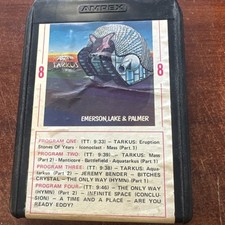 AMPEX
TARKUS
8
8
EMERSON, LAKE & PALMER
PROGRAM ONE: (TT: 9:33) — TARKUS: Eruption
Stones Of Years - Iconoclast - Mass (Part 1)
PROGRAM TWO: (TT: 9:38) — TARKUS: Mass
(Part 2) - Manticore - Battlefield - Aquatarkus (Part 1)
PROGRAM THREE: (TT: 9:38) — TARKUS: Aqua-
tarkus (Part 2) — JEREMY BENDER — BITCHES
CRYSTAL — THE ONLY WAY (HYMN) (Part 1)
PROGRAM FOUR—(TT: 9:46) — THE ONLY WAY
(HYMN) (Part 2) — INFINITE SPACE (CONCLU-
SION) — A TIME AND A PLACE — ARE YOU
READY EDDY?